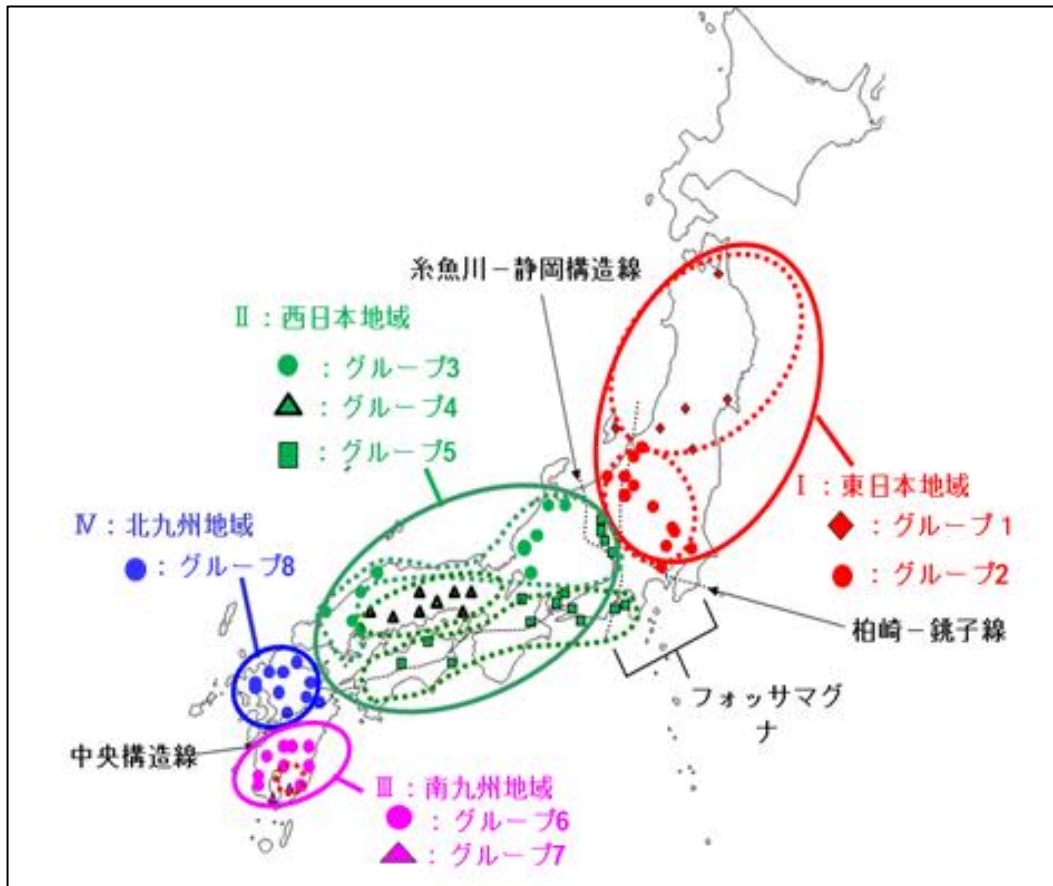 糸魚川－静岡構造線
Ⅱ：西日本地域
：グループ3
：グループ4
：グループ5
Ⅰ：東日本地域
：グループ１
：グループ2
Ⅳ：北九州地域
：グループ8
柏崎－銚子線
フォッサマグ
ナ
中央構造線
Ⅲ：南九州地域
：グループ6
：グループ7